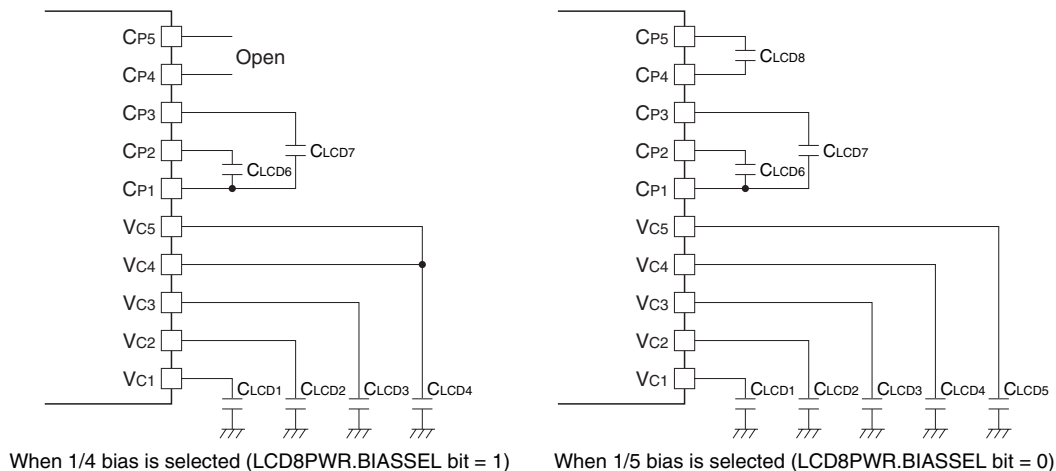 CP5
CP4
CP3
CP2
CP1
VC5
VC4
VC3
VC2
VC1
Open
CLCD7
CLCD6
CLCD1
CLCD2
CLCD3
CLCD4
When 1/4 bias is selected (LCD8PWR.BIASSEL bit = 1)
CP5
CP4
CP3
CP2
CP1
VC5
VC4
VC3
VC2
VC1
CLCD8
CLCD7
CLCD6
CLCD1
CLCD2
CLCD3
CLCD4
CLCD5
When 1/5 bias is selected (LCD8PWR.BIASSEL bit = 0)